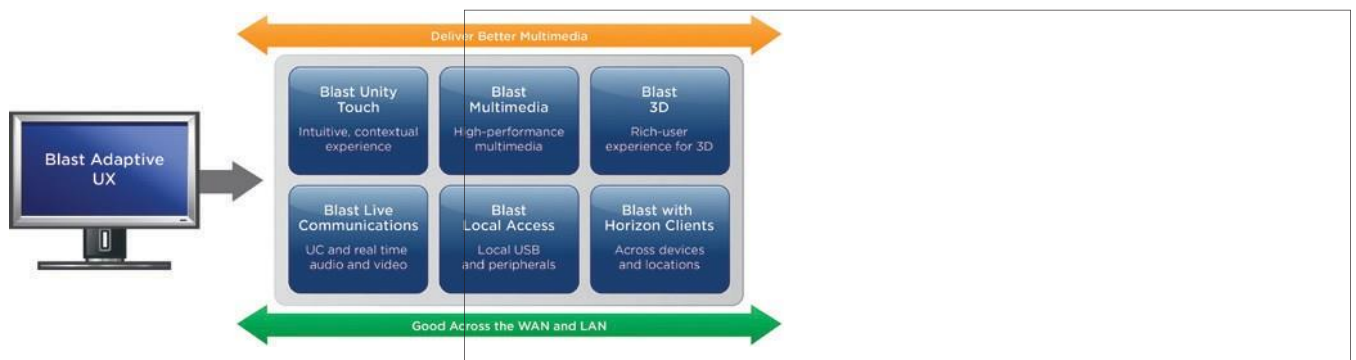 Deliver Better Multimedia
Blast Adaptive
UX
Blast Unity
Touch
Intuitive, contextual
experience
Blast
Multimedia
High-performance
multimedia
Blast
3D
Rich-user
experience for 3D
Blast Live
Communications
UC and real time
audio and video
Blast
Local Access
Local USB
and peripherals
Blast with
Horizon Clients
Across devices
and locations
Good Across the WAN and LAN